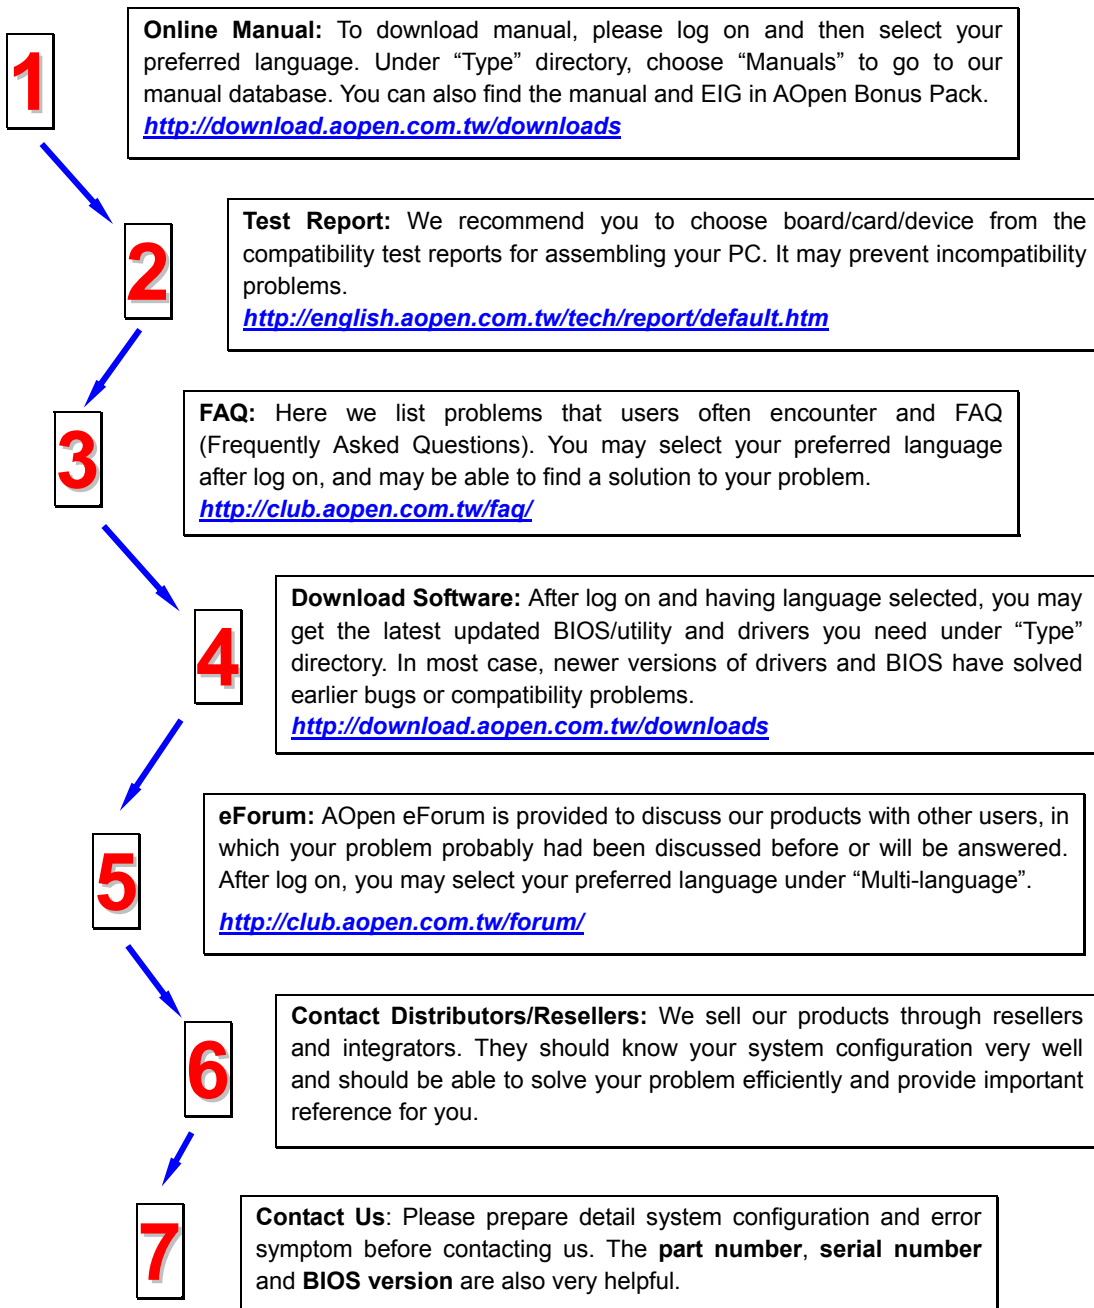 1
Online Manual: To download manual, please log on and then select your
preferred language. Under “Type” directory, choose “Manuals” to go to our
manual database. You can also find the manual and EIG in AOpen Bonus Pack.
http://download.aopen.com.tw/downloads
2
Test Report: We recommend you to choose board/card/device from the
compatibility test reports for assembling your PC. It may prevent incompatibility
problems.
http://english.aopen.com.tw/tech/report/default.htm
3
FAQ: Here we list problems that users often encounter and FAQ
(Frequently Asked Questions). You may select your preferred language
after log on, and may be able to find a solution to your problem.
http://club.aopen.com.tw/faq/
4
Download Software: After log on and having language selected, you may
get the latest updated BIOS/utility and drivers you need under “Type”
directory. In most case, newer versions of drivers and BIOS have solved
earlier bugs or compatibility problems.
http://download.aopen.com.tw/downloads
5
eForum: AOpen eForum is provided to discuss our products with other users, in
which your problem probably had been discussed before or will be answered.
After log on, you may select your preferred language under “Multi-language”.
http://club.aopen.com.tw/forum/
6
Contact Distributors/Resellers: We sell our products through resellers
and integrators. They should know your system configuration very well
and should be able to solve your problem efficiently and provide important
reference for you.
7
Contact Us: Please prepare detail system configuration and error
symptom before contacting us. The part number, serial number
and BIOS version are also very helpful.